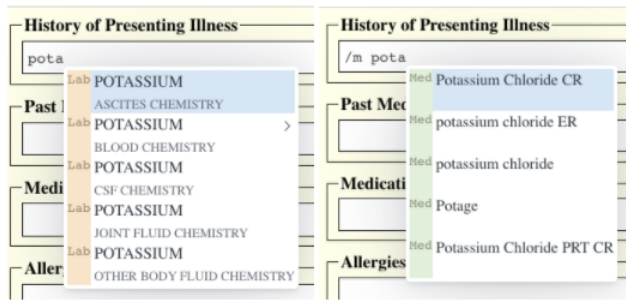 History of Presenting Illness
pota
Lab POTASSIUM
ASCITES CHEMISTRY
Lab POTASSIUM
BLOOD CHEMISTRY
Lab POTASSIUM
CSF CHEMISTRY
Lab POTASSIUM
JOINT FLUID CHEMISTRY
Lab POTASSIUM
OTHER BODY FLUID CHEMISTRY
Past
Medi
Aller
History of Presenting Illness
/m pota
Med Potassium Chloride CR
Med potassium chloride ER
Med potassium chloride
Med Potage
Med Potassium Chloride PRT CR
Past Med
Medicati
Allergies